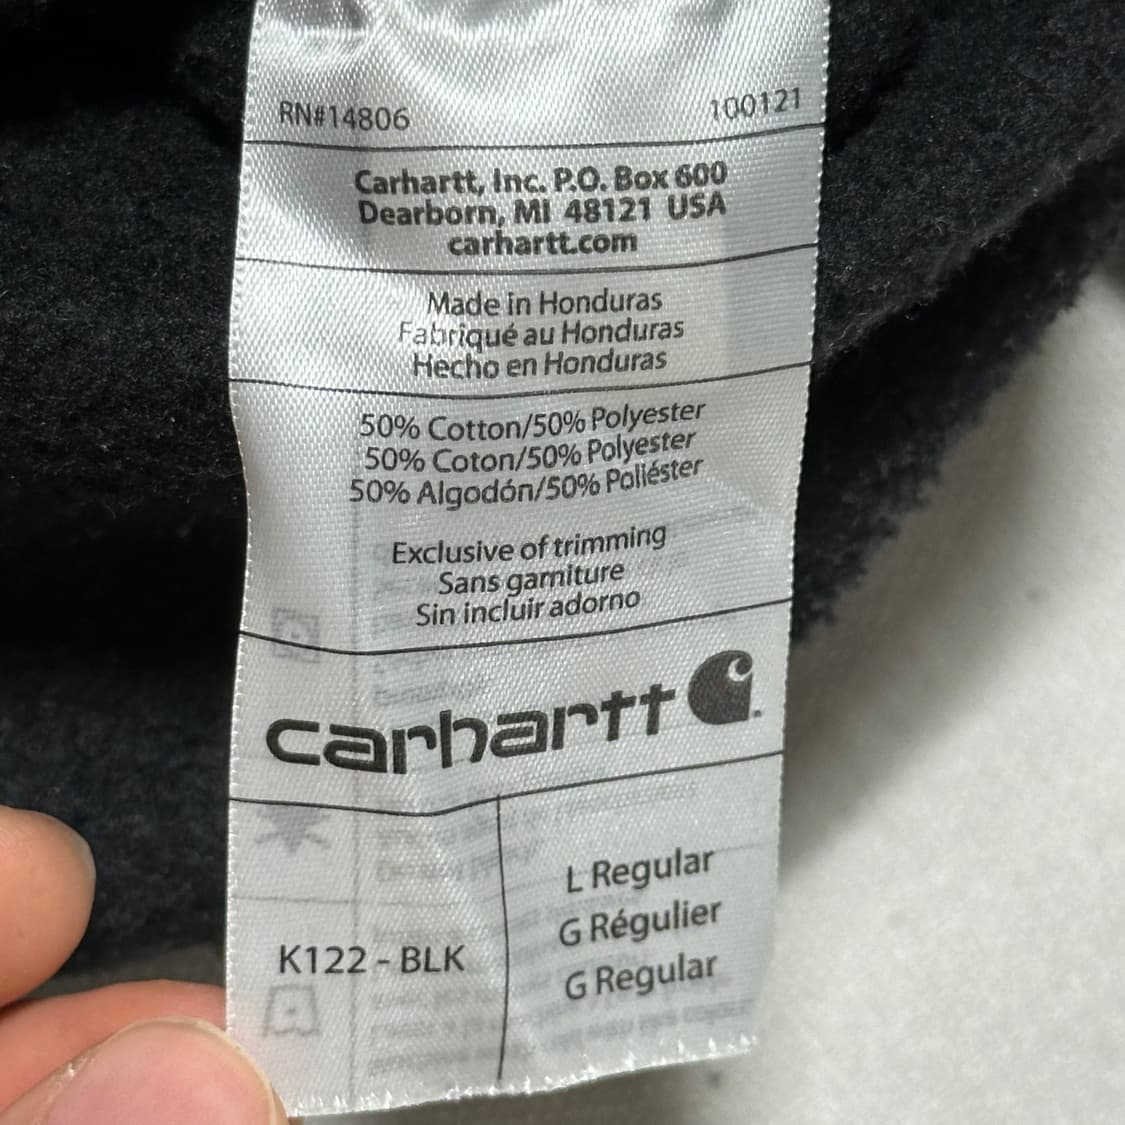 RN#14806 100121
Carhartt, Inc. P.O. Box 600
Dearborn, MI 48121 USA
carhartt.com
Made in Honduras
Fabriqué au Honduras
Hecho en Honduras
50% Cotton/50% Polyester
50% Coton/50% Polyester
50% Algodón/50% Poliéster
Exclusive of trimming
Sans garniture
Sin incluir adorno
carhartt
K122 - BLK
L Regular
G Régulier
G Regular